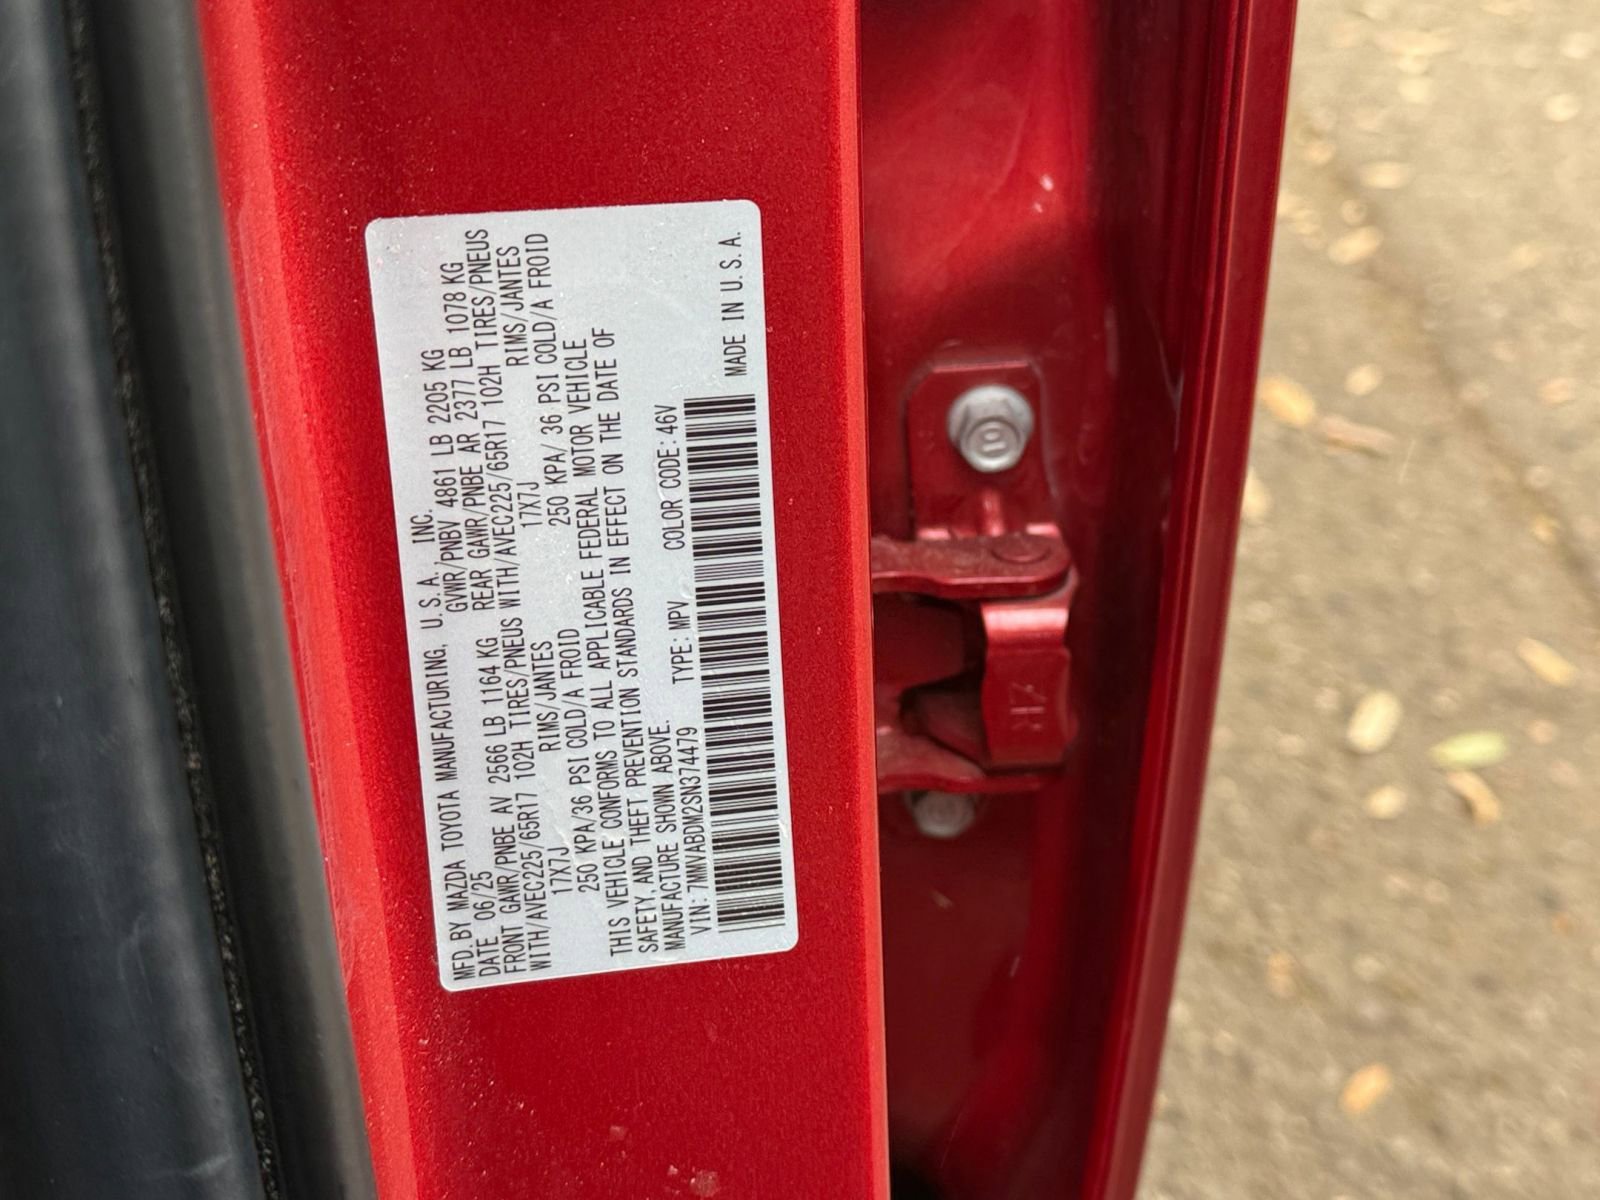 MFD. BY MAZDA TOYOTA MANUFACTURING, U.S.A. INC.
DATE 06/25 GVWR/PNBV 4861 LB 2205 KG
FRONT GAWR/PNBE AV 2566 LB 1164 KG REAR GAWR/PNBE AR 2377 LB 1078 KG
WITH/AVEC225/65R17 102H TIRES/PNEUS WITH/AVEC225/65R17 102H TIRES/PNEUS
17X7J RIMS/JANTES 17X7J RIMS/JANTES
250 KPA/36 PSI COLD/A FROID 250 KPA/ 36 PSI COLD/A FROID
THIS VEHICLE CONFORMS TO ALL APPLICABLE FEDERAL MOTOR VEHICLE
SAFETY, AND THEFT PREVENTION STANDARDS IN EFFECT ON THE DATE OF
MANUFACTURE SHOWN ABOVE.
VIN: 7MMVABDM2SN374479 TYPE: MPV COLOR CODE: 46V
MADE IN U.S.A.
8
ZR